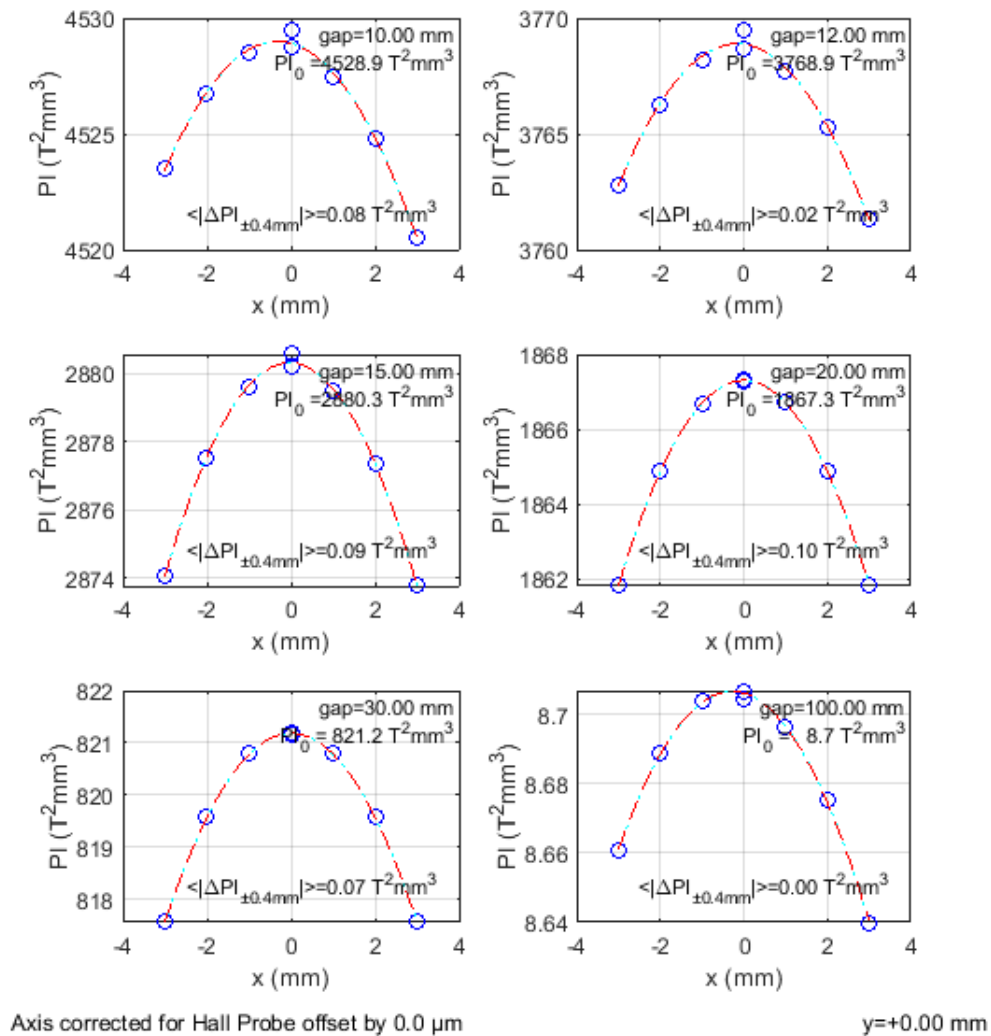 4530
4525
4520
PI (T²mm³)
gap=10.00 mm
PI₀ =4528.9 T²mm³
<|ΔPI±0.4mm|>=0.08 T²mm³
-4 -2 0 2 4
x (mm)
3770
3765
3760
PI (T²mm³)
gap=12.00 mm
PI₀ =3768.9 T²mm³
<|ΔPI±0.4mm|>=0.02 T²mm³
-4 -2 0 2 4
x (mm)
2880
2878
2876
2874
PI (T²mm³)
gap=15.00 mm
PI₀ =2880.3 T²mm³
<|ΔPI±0.4mm|>=0.09 T²mm³
-4 -2 0 2 4
x (mm)
1868
1866
1864
1862
PI (T²mm³)
gap=20.00 mm
PI₀ =1867.3 T²mm³
<|ΔPI±0.4mm|>=0.10 T²mm³
-4 -2 0 2 4
x (mm)
822
821
820
819
818
PI (T²mm³)
gap=30.00 mm
PI₀ = 821.2 T²mm³
<|ΔPI±0.4mm|>=0.07 T²mm³
-4 -2 0 2 4
x (mm)
8.7
8.68
8.66
8.64
PI (T²mm³)
gap=100.00 mm
PI₀ = 8.7 T²mm³
<|ΔPI±0.4mm|>=0.00 T²mm³
-4 -2 0 2 4
x (mm)
Axis corrected for Hall Probe offset by 0.0 μm
y=+0.00 mm